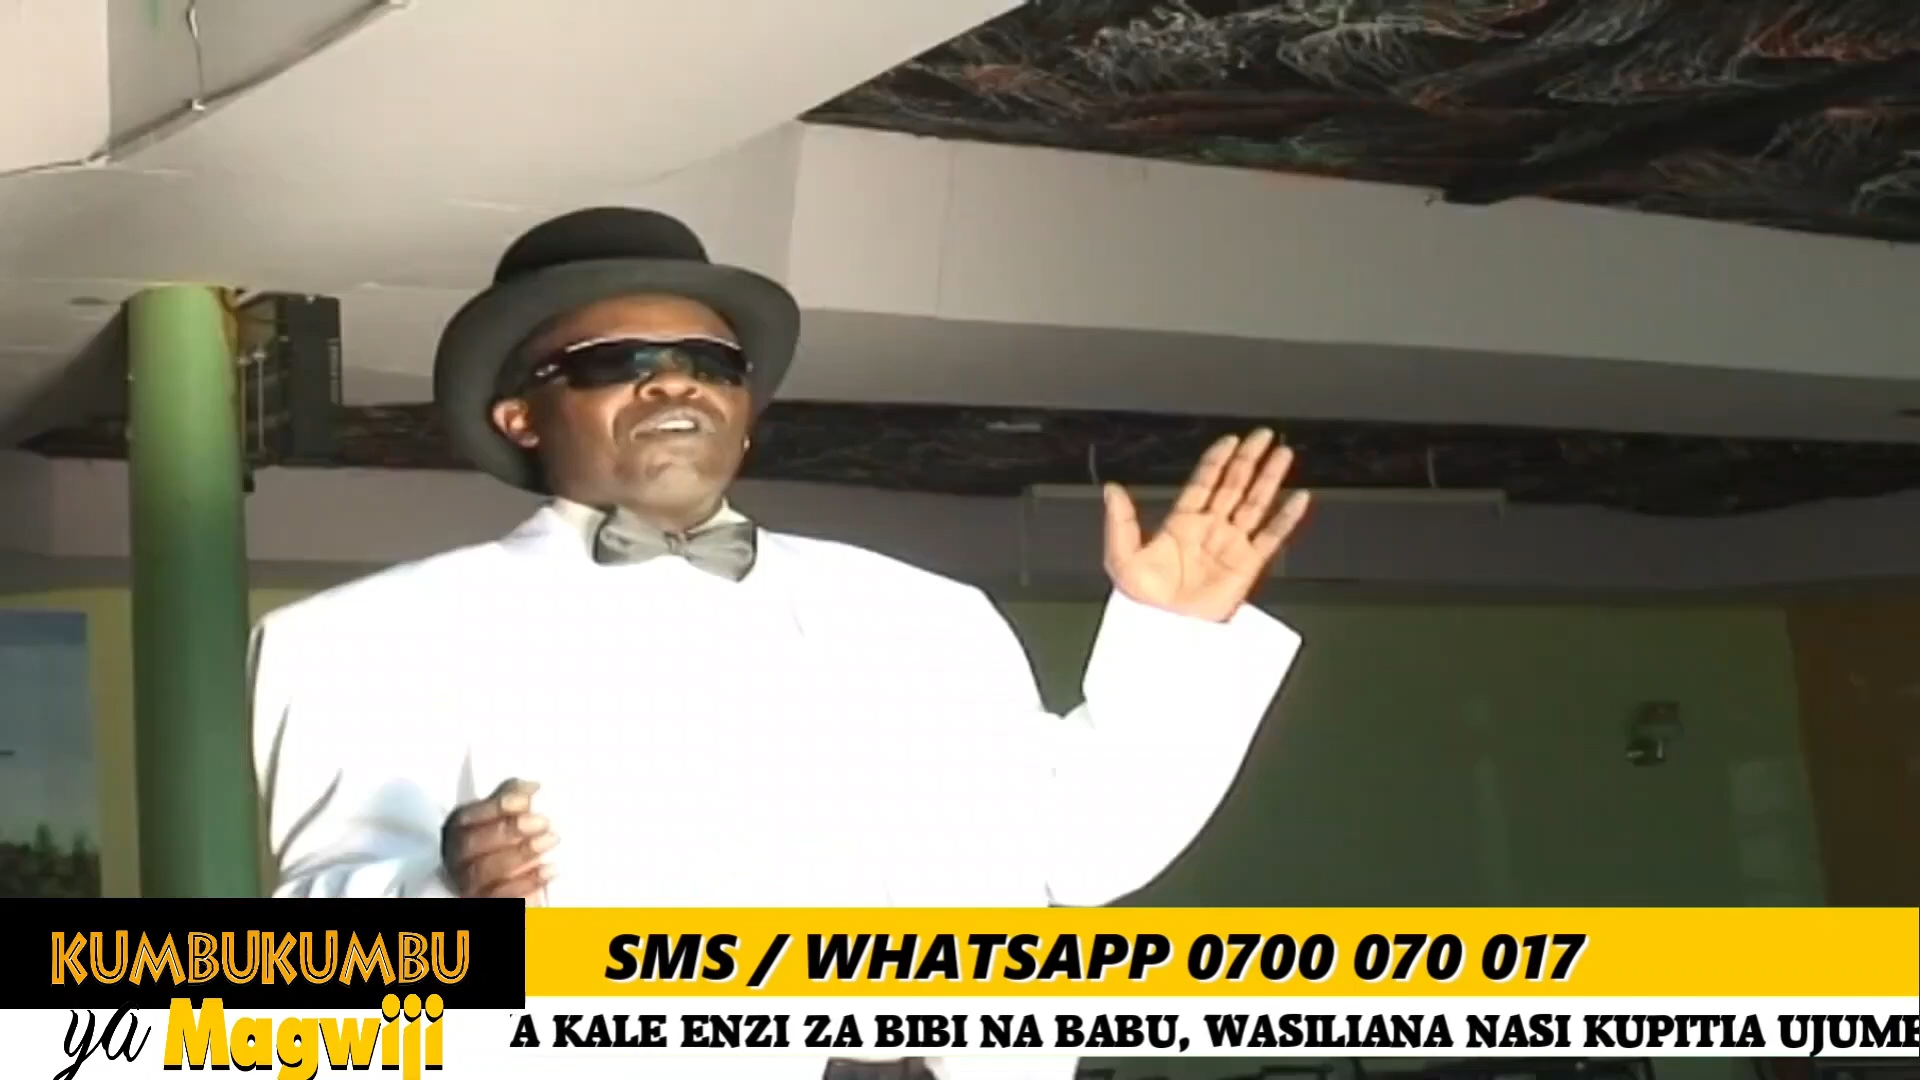 KUMBUKUMBU
ya Magwiji
SMS / WHATSAPP 0700 070 017
KALE ENZI ZA BIBI NA BABU, WASILIANA NASI KUPITIA